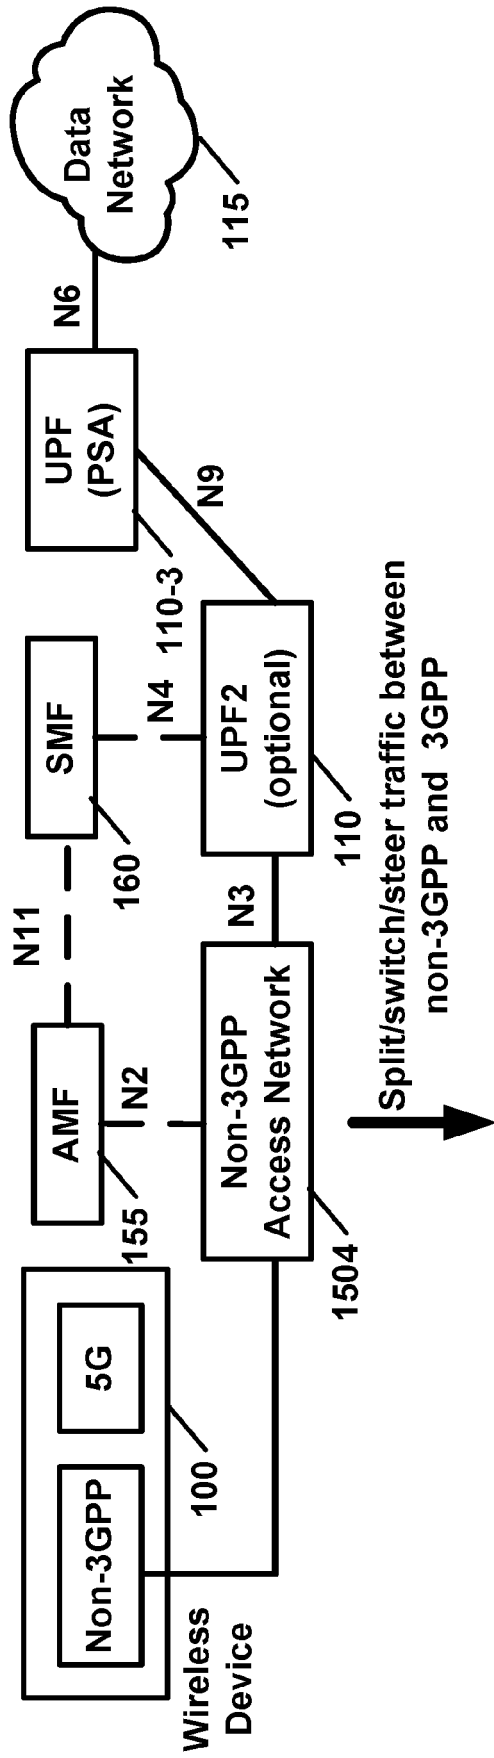 Wireless
Device
Non-3GPP
5G
100
AMF
155
N11
SMF
160
N2
N4
Non-3GPP
Access Network
1504
N3
UPF2
(optional)
110
N9
UPF
(PSA)
110-3
N6
Data
Network
115
Split/switch/steer traffic between
non-3GPP and 3GPP